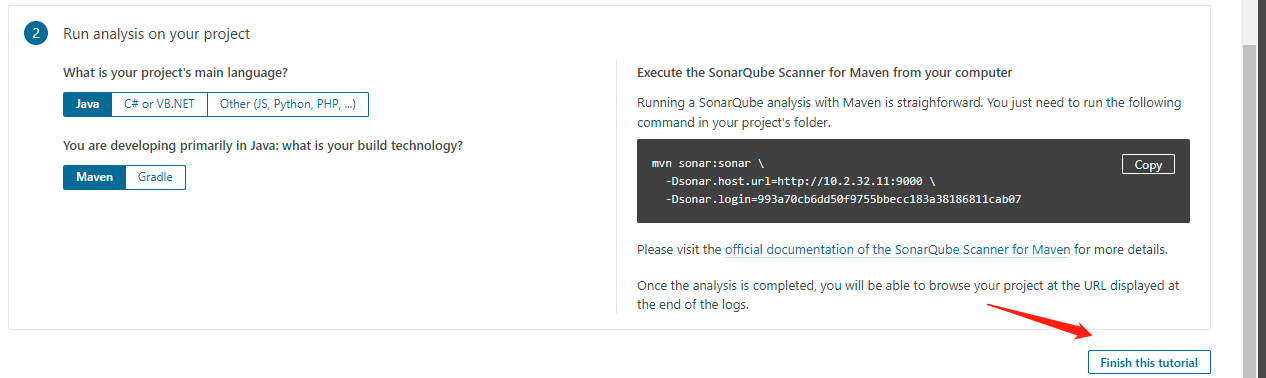 2 Run analysis on your project
What is your project's main language?
Java C# or VB.NET Other (JS, Python, PHP, ...)
You are developing primarily in Java: what is your build technology?
Maven Gradle
Execute the SonarQube Scanner for Maven from your computer
Running a SonarQube analysis with Maven is straighforward. You just need to run the following
command in your project's folder.
Copy
mvn sonar:sonar \
-Dsonar.host.url=http://10.2.32.11:9000 \
-Dsonar.login=993a70cb6dd50f9755bbecc183a38186811cab07
Please visit the official documentation of the SonarQube Scanner for Maven for more details.
Once the analysis is completed, you will be able to browse your project at the URL displayed at
the end of the logs.
Finish this tutorial